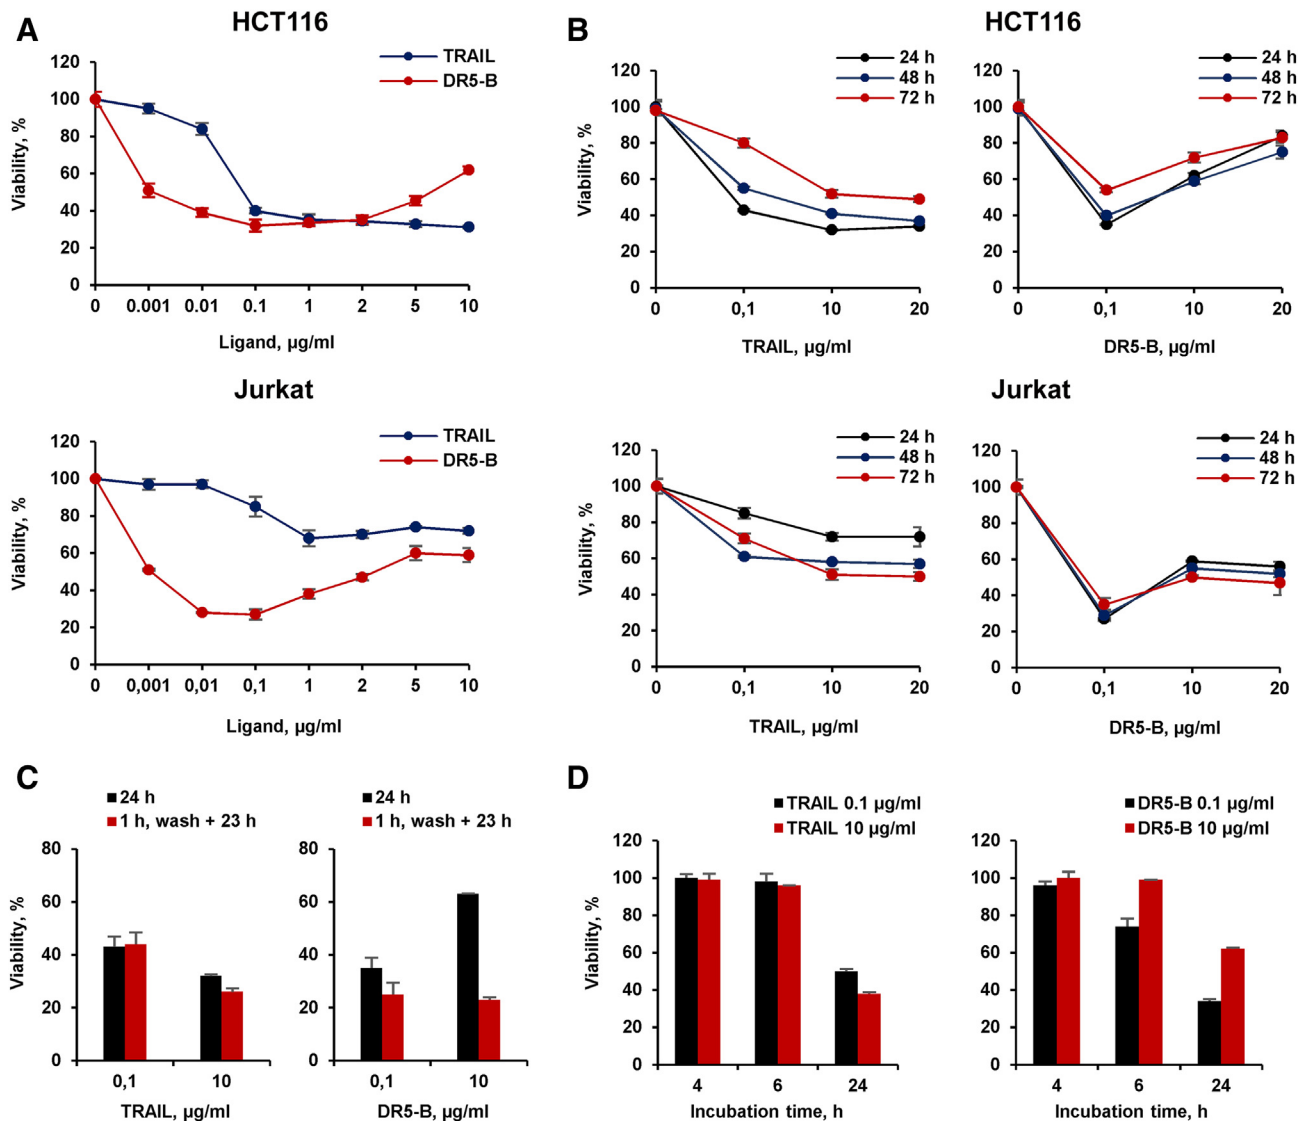 A
HCT116
TRAIL
DR5-B
120
100
80
60
40
20
0
Viability, %
0 0.001 0.01 0.1 1 2 5 10
Ligand, µg/ml
Jurkat
TRAIL
DR5-B
120
100
80
60
40
20
0
Viability, %
0 0,001 0,01 0,1 1 2 5 10
Ligand, µg/ml
B
HCT116
24 h
48 h
72 h
120
100
80
60
40
20
0
Viability, %
0 0,1 10 20
TRAIL, µg/ml
24 h
48 h
72 h
120
100
80
60
40
20
0
0 0,1 10 20
DR5-B, µg/ml
Jurkat
24 h
48 h
72 h
120
100
80
60
40
20
0
Viability, %
0 0,1 10 20
TRAIL, µg/ml
24 h
48 h
72 h
120
100
80
60
40
20
0
0 0,1 10 20
DR5-B, µg/ml
C
24 h
1 h, wash + 23 h
80
60
40
20
0
Viability, %
0,1 10
TRAIL, µg/ml
24 h
1 h, wash + 23 h
80
60
40
20
0
0,1 10
DR5-B, µg/ml
D
TRAIL 0.1 µg/ml
TRAIL 10 µg/ml
120
100
80
60
40
20
0
Viability, %
4 6 24
Incubation time, h
DR5-B 0.1 µg/ml
DR5-B 10 µg/ml
120
100
80
60
40
20
0
4 6 24
Incubation time, h